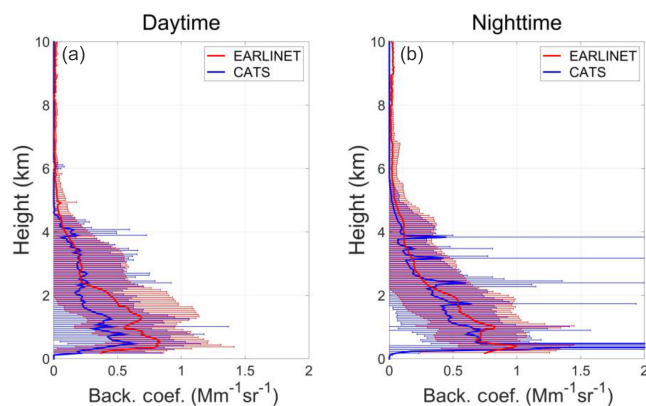 Daytime
(a)
EARLINET
CATS
Height (km)
10
8
6
4
2
0
0 0.5 1 1.5 2
Back. coef. (Mm⁻¹sr⁻¹)
Nighttime
(b)
EARLINET
CATS
Height (km)
10
8
6
4
2
0
0 0.5 1 1.5 2
Back. coef. (Mm⁻¹sr⁻¹)